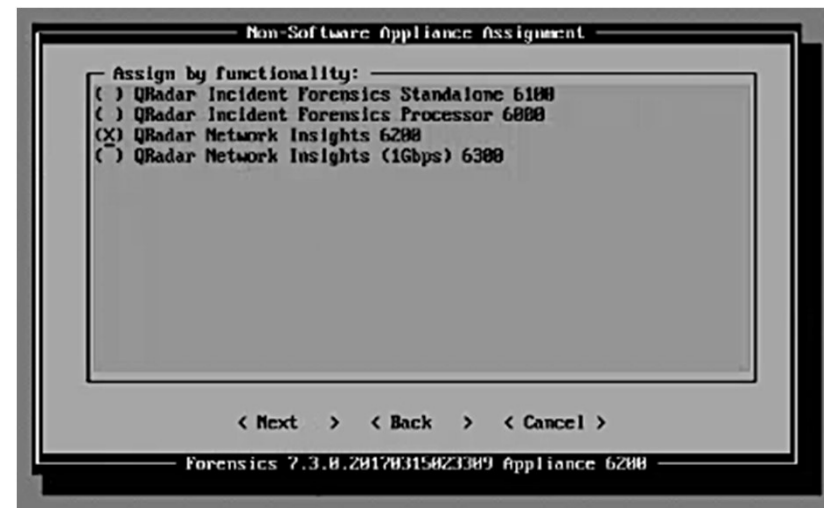 Non-Software Appliance Assignment
Assign by functionality:
( ) QRadar Incident Forensics Standalone 6100
( ) QRadar Incident Forensics Processor 6000
(X) QRadar Network Insights 6200
( ) QRadar Network Insights (1Gbps) 6300
< Next > < Back > < Cancel >
Forensics 7.3.0.20170315023309 Appliance 6200